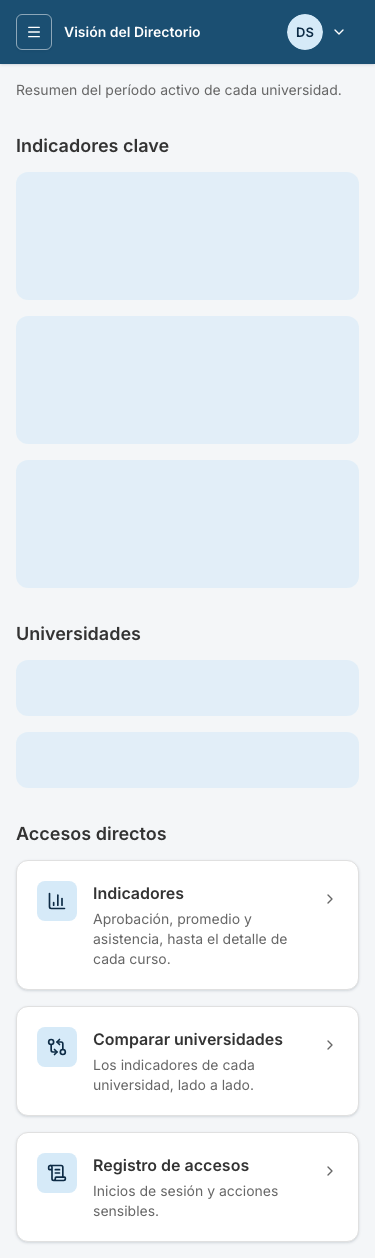 Visión del Directorio
DS
Resumen del período activo de cada universidad.
Indicadores clave
Universidades
Accesos directos
Indicadores
Aprobación, promedio y
asistencia, hasta el detalle de
cada curso.
Comparar universidades
Los indicadores de cada
universidad, lado a lado.
Registro de accesos
Inicios de sesión y acciones
sensibles.